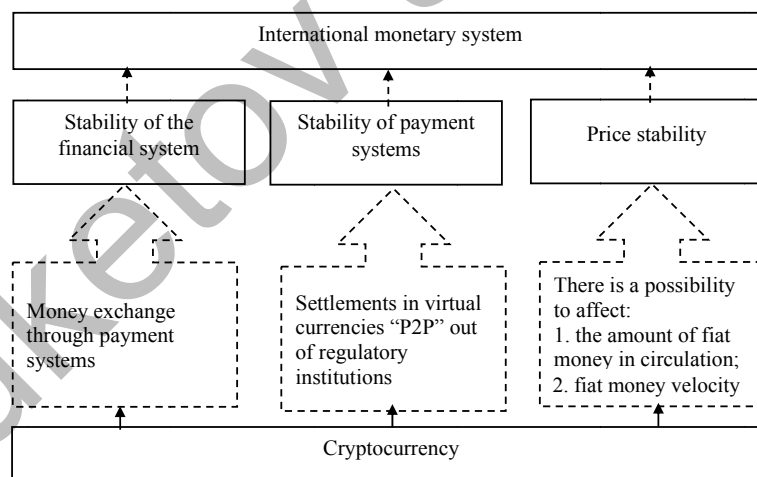 International monetary system
Stability of the
financial system
Stability of payment
systems
Price stability
Money exchange
through payment
systems
Settlements in virtual
currencies “P2P” out
of regulatory
institutions
There is a possibility
to affect:
1. the amount of fiat
money in circulation;
2. fiat money velocity
Cryptocurrency